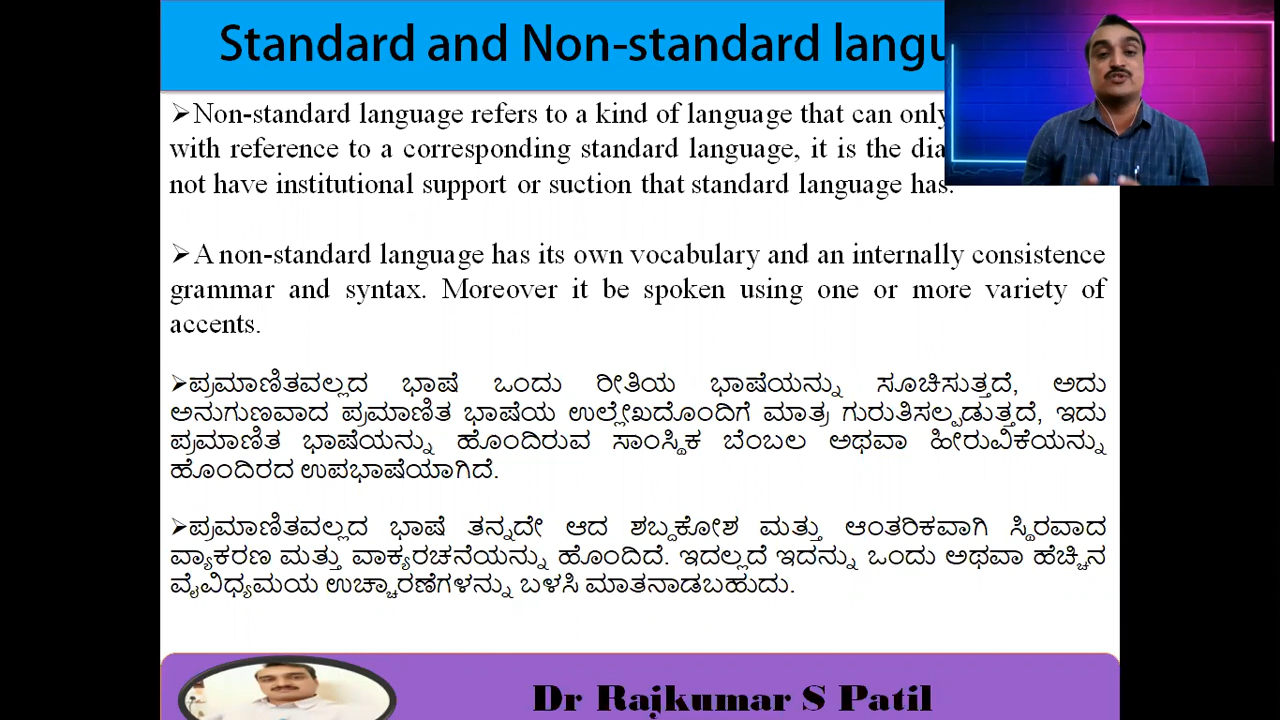 Standard and Non-standard langu
➢Non-standard language refers to a kind of language that can only
with reference to a corresponding standard language, it is the dia
not have institutional support or suction that standard language has.
➢A non-standard language has its own vocabulary and an internally consistence
grammar and syntax. Moreover it be spoken using one or more variety of
accents.
➢ಪ್ರಮಾಣಿತವಲ್ಲದ ಭಾಷೆ ಒಂದು ರೀತಿಯ ಭಾಷೆಯನ್ನು ಸೂಚಿಸುತ್ತದೆ, ಅದು
ಅನುಗುಣವಾದ ಪ್ರಮಾಣಿತ ಭಾಷೆಯ ಉಲ್ಲೇಖದೊಂದಿಗೆ ಮಾತ್ರ ಗುರುತಿಸಲ್ಪಡುತ್ತದೆ, ಇದು
ಪ್ರಮಾಣಿತ ಭಾಷೆಯನ್ನು ಹೊಂದಿರುವ ಸಾಂಸ್ಥಿಕ ಬೆಂಬಲ ಅಥವಾ ಹೀರುವಿಕೆಯನ್ನು
ಹೊಂದಿರದ ಉಪಭಾಷೆಯಾಗಿದೆ.
➢ಪ್ರಮಾಣಿತವಲ್ಲದ ಭಾಷೆ ತನ್ನದೇ ಆದ ಶಬ್ದಕೋಶ ಮತ್ತು ಆಂತರಿಕವಾಗಿ ಸ್ಥಿರವಾದ
ವ್ಯಾಕರಣ ಮತ್ತು ವಾಕ್ಯರಚನೆಯನ್ನು ಹೊಂದಿದೆ. ಇದಲ್ಲದೆ ಇದನ್ನು ಒಂದು ಅಥವಾ ಹೆಚ್ಚಿನ
ವೈವಿಧ್ಯಮಯ ಉಚ್ಚಾರಣೆಗಳನ್ನು ಬಳಸಿ ಮಾತನಾಡಬಹುದು.
Dr Rajkumar S Patil